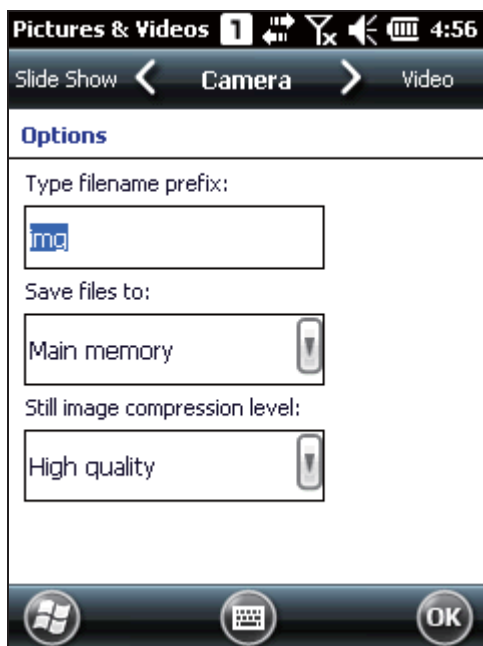 Pictures & Videos 1 4:56
Slide Show Camera Video
Options
Type filename prefix:
img
Save files to:
Main memory
Still image compression level:
High quality
OK